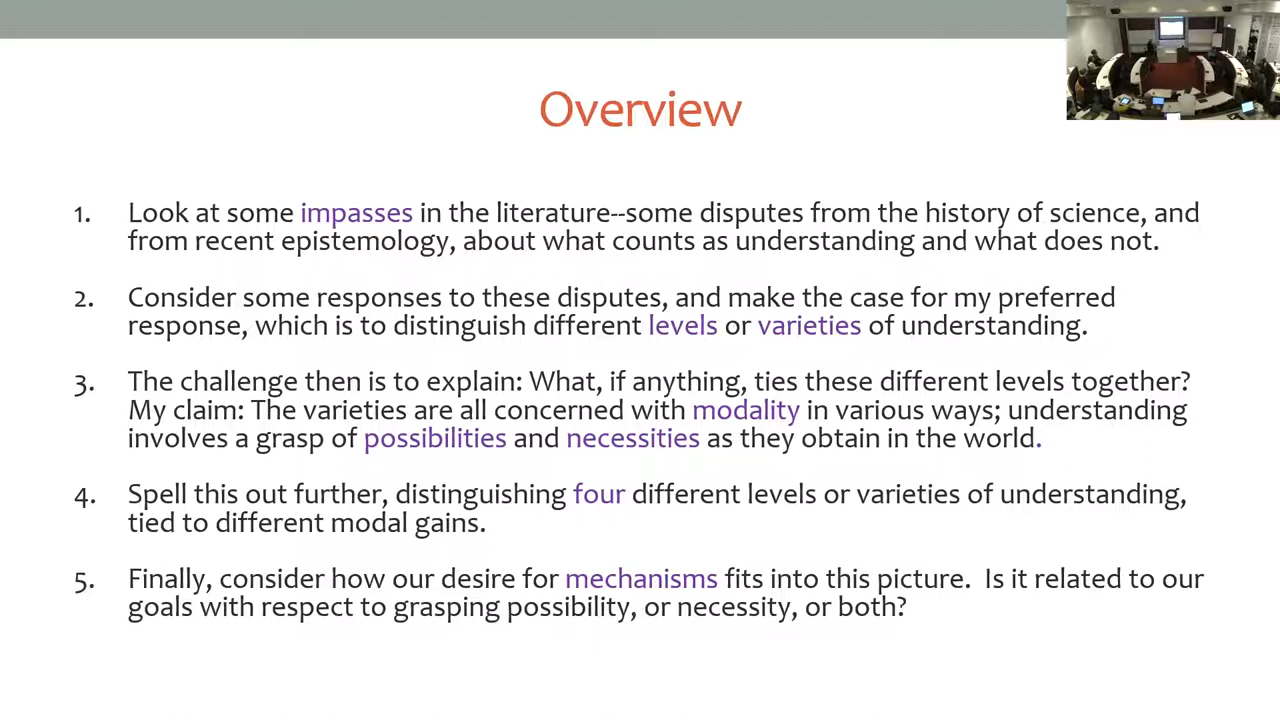 Overview
1. Look at some impasses in the literature--some disputes from the history of science, and
from recent epistemology, about what counts as understanding and what does not.
2. Consider some responses to these disputes, and make the case for my preferred
response, which is to distinguish different levels or varieties of understanding.
3. The challenge then is to explain: What, if anything, ties these different levels together?
My claim: The varieties are all concerned with modality in various ways; understanding
involves a grasp of possibilities and necessities as they obtain in the world.
4. Spell this out further, distinguishing four different levels or varieties of understanding,
tied to different modal gains.
5. Finally, consider how our desire for mechanisms fits into this picture. Is it related to our
goals with respect to grasping possibility, or necessity, or both?